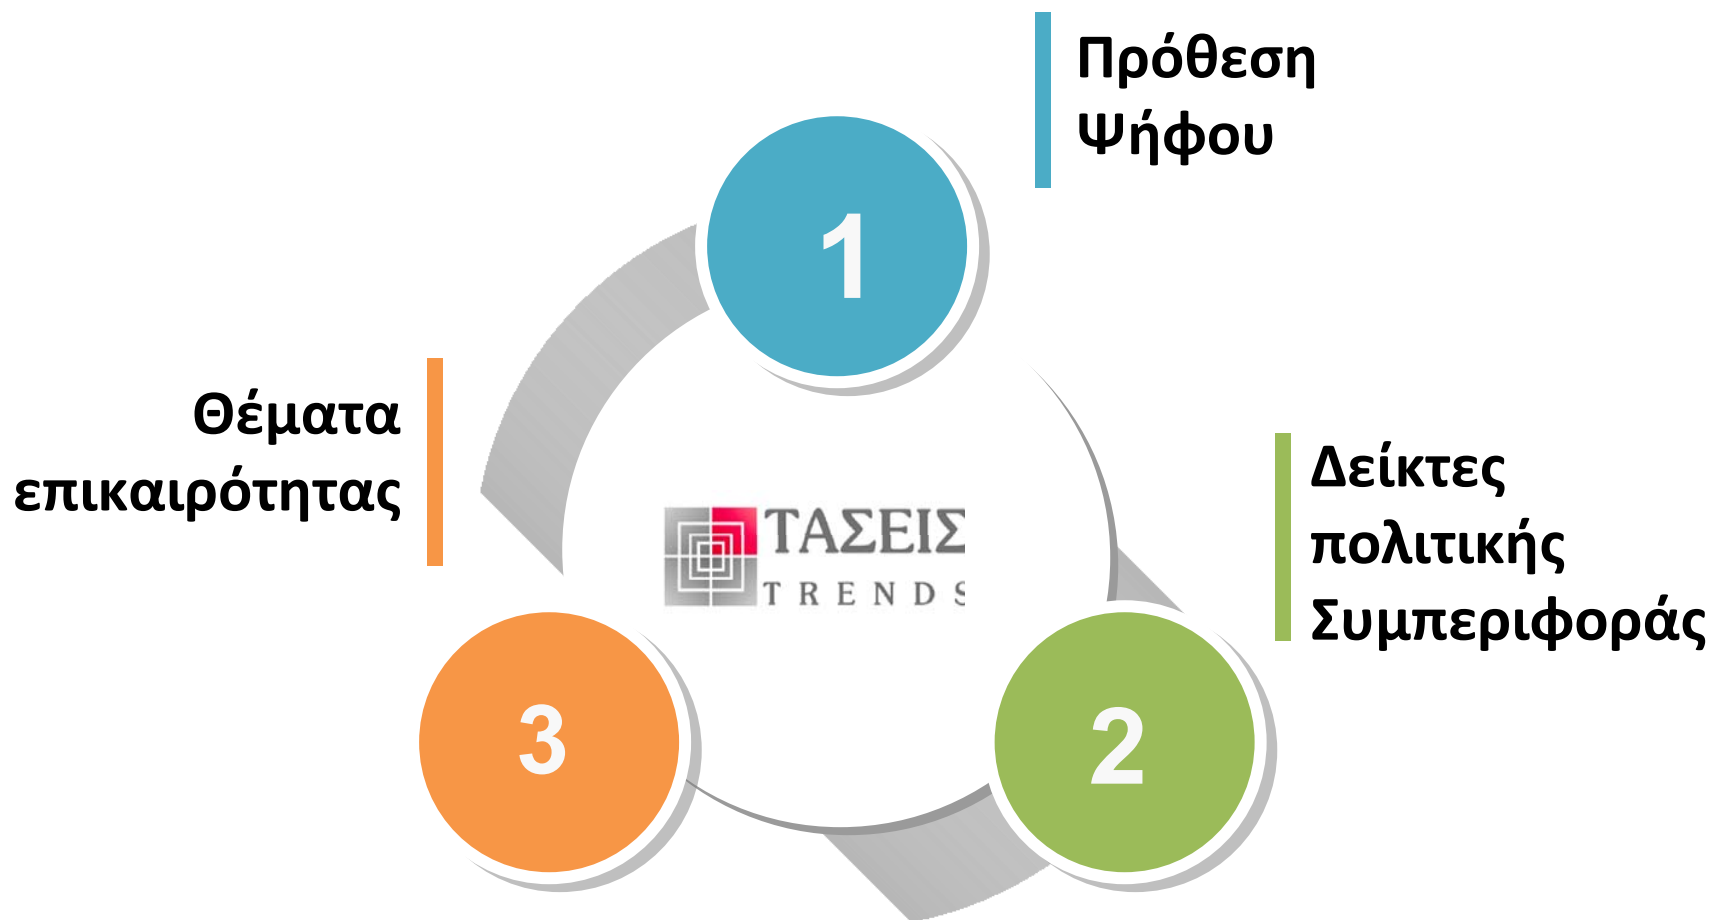 Πρόθεση
Ψήφου
1
Θέματα
επικαιρότητας
Δείκτες
πολιτικής
Συμπεριφοράς
ΤΑΣΕΙΣ
TRENDS
3
2